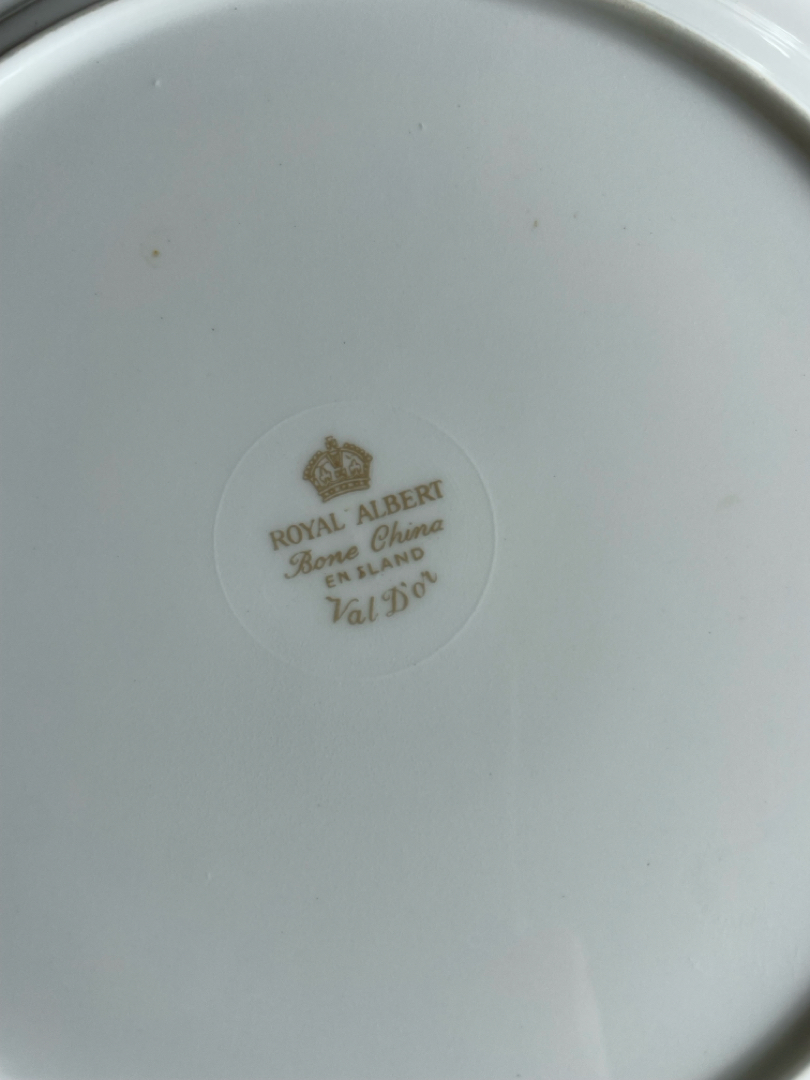 ROYAL ALBERT
Bone China
ENGLAND
Val D'or